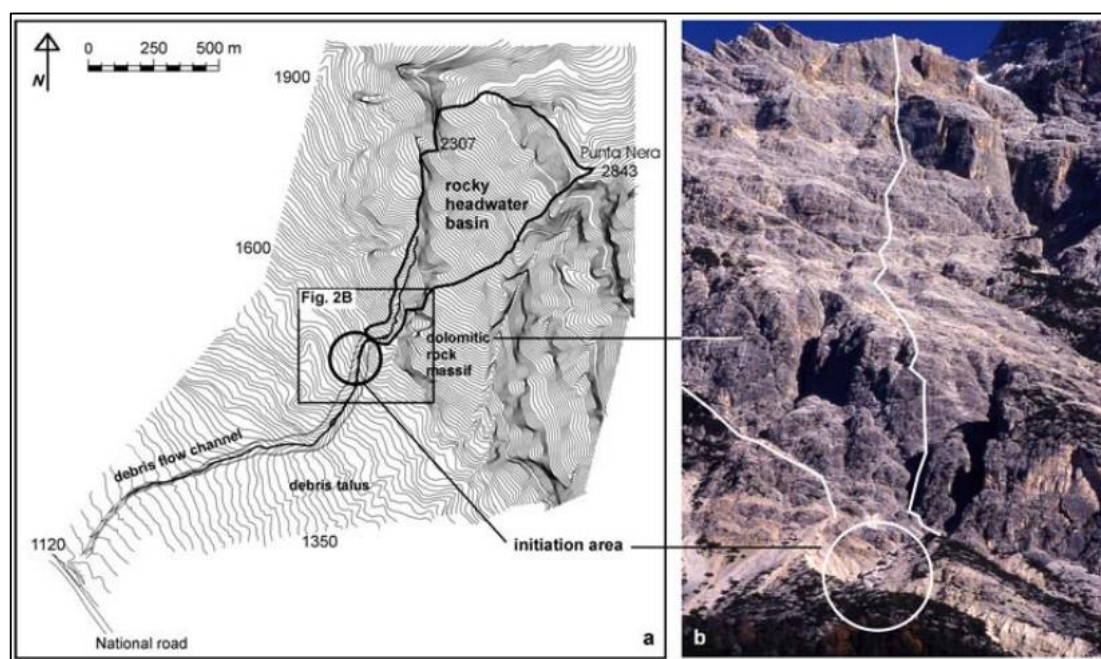 0 250 500 m
N
1900
2307
Punta Nera
2843
rocky
headwater
basin
1600
Fig. 2B
dolomitic
rock
massif
debris flow channel
debris talus
initiation area
1350
1120
National road
a
b